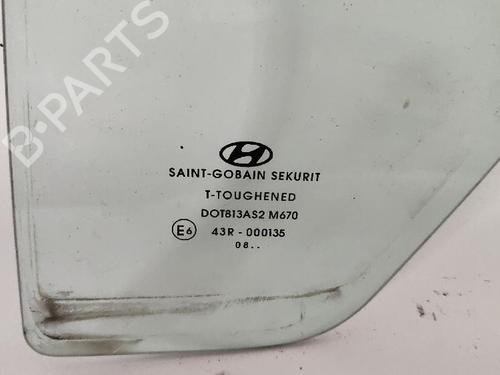 B-PARTS
SAINT-GOBAIN SEKURIT
T-TOUGHENED
DOT813AS2 M670
E6 43R - 000135
08..